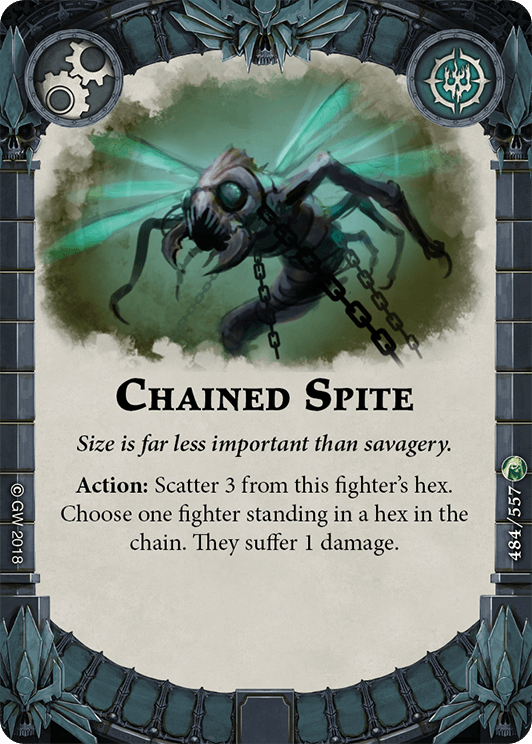 Chained Spite
Size is far less important than savagery.
Action: Scatter 3 from this fighter's hex.
Choose one fighter standing in a hex in the
chain. They suffer 1 damage.
© GW 2018
484/557